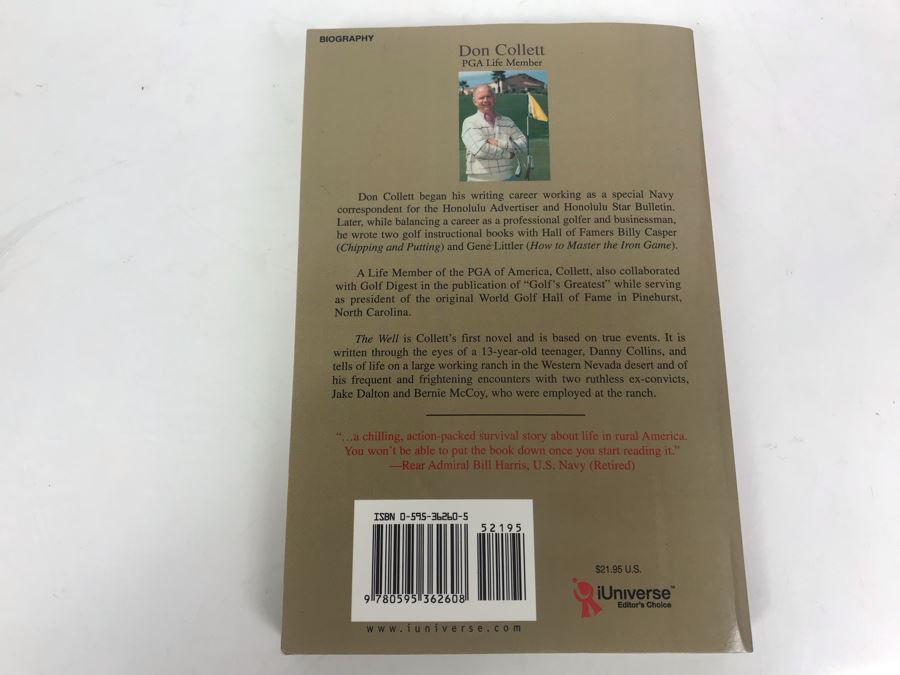 BIOGRAPHY
Don Collett
PGA Life Member
Don Collett began his writing career working as a special Navy
correspondent for the Honolulu Advertiser and Honolulu Star Bulletin.
Later, while balancing a career as a professional golfer and businessman,
he wrote two golf instructional books with Hall of Famers Billy Casper
(Chipping and Putting) and Gene Littler (How to Master the Iron Game).
A Life Member of the PGA of America, Collett, also collaborated
with Golf Digest in the publication of “Golf’s Greatest” while serving
as president of the original World Golf Hall of Fame in Pinehurst,
North Carolina.
The Well is Collett’s first novel and is based on true events. It is
written through the eyes of a 13-year-old teenager, Danny Collins, and
tells of life on a large working ranch in the Western Nevada desert and of
his frequent and frightening encounters with two ruthless ex-convicts,
Jake Dalton and Bernie McCoy, who were employed at the ranch.
“…a chilling, action-packed survival story about life in rural America.
You won’t be able to put the book down once you start reading it.”
—Rear Admiral Bill Harris, U.S. Navy (Retired)
ISBN 0-595-36260-5
52195
9 780595 362608
www.iuniverse.com
$21.95 U.S.
iUniverse™
Editor's Choice